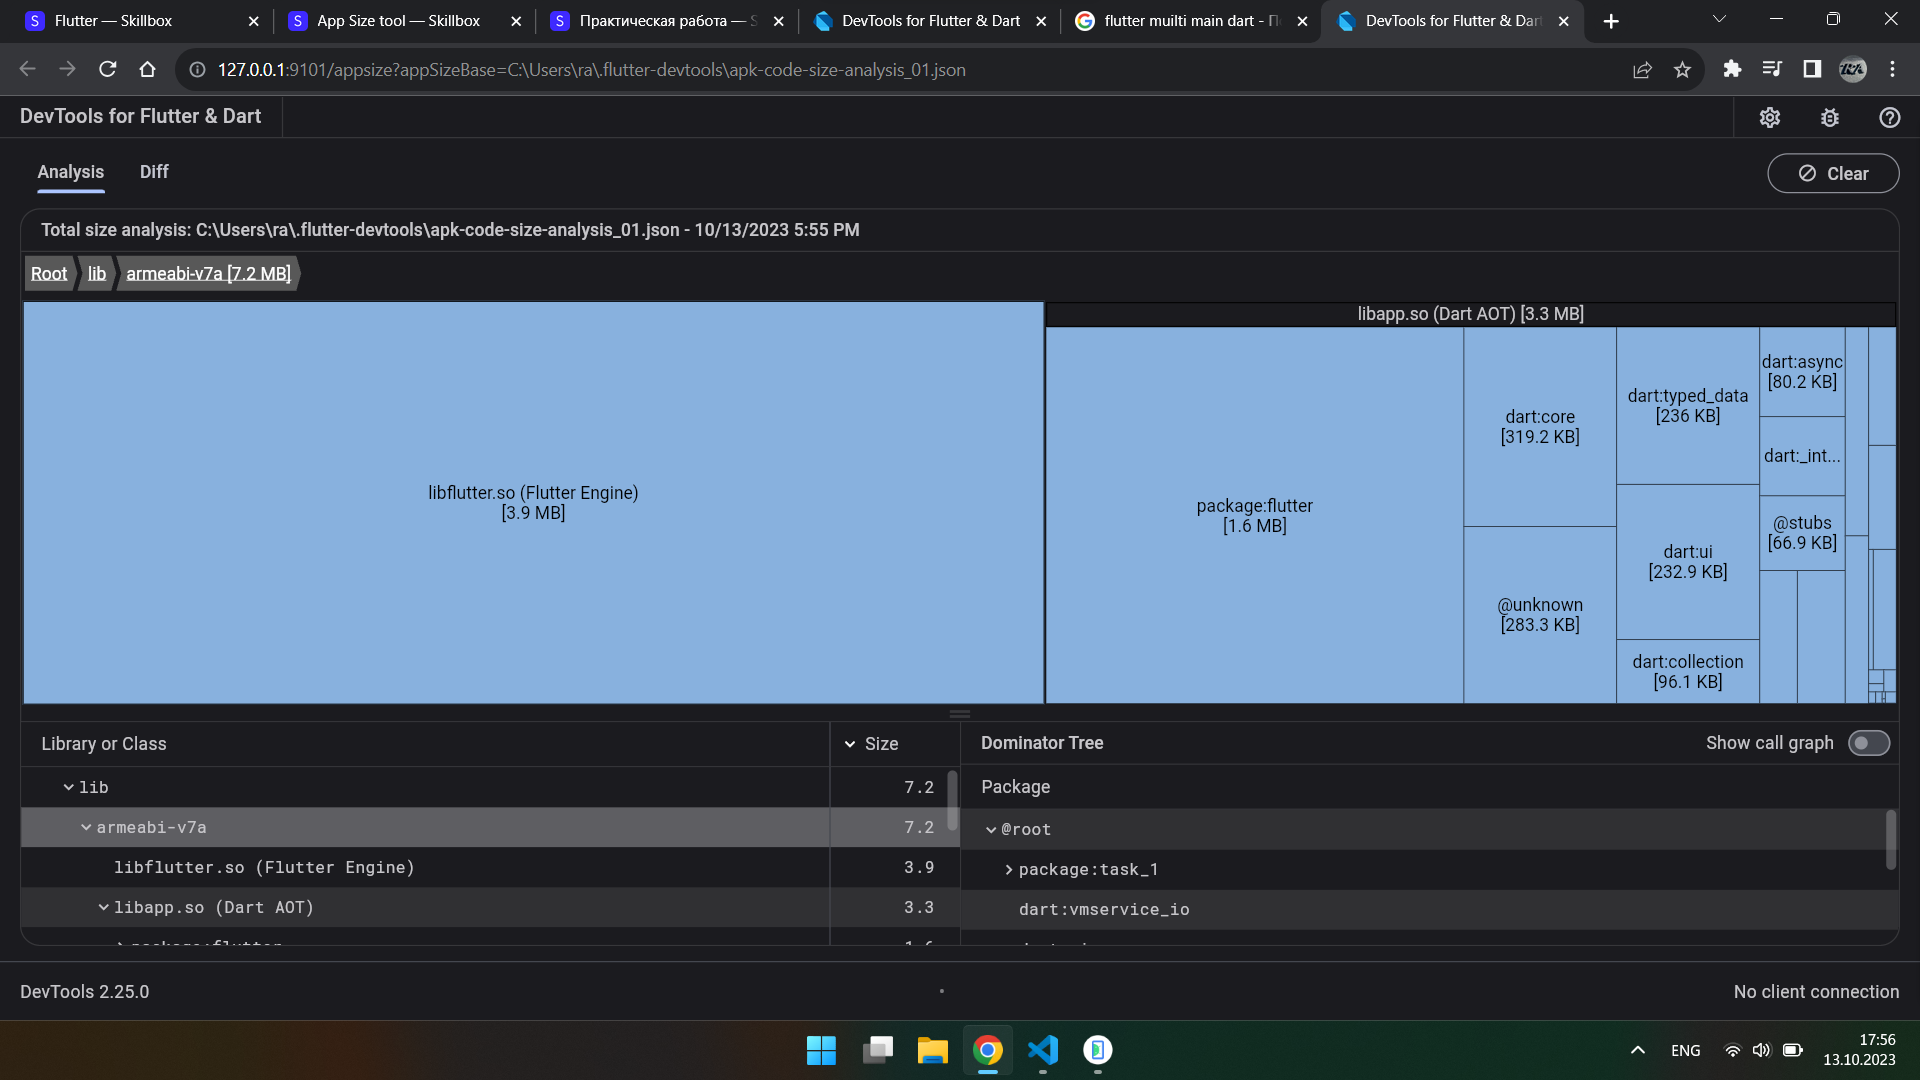 Flutter — Skillbox
App Size tool — Skillbox
Практическая работа — S
DevTools for Flutter & Dart
flutter muilti main dart - П
DevTools for Flutter & Dart
127.0.0.1:9101/appsize?appSizeBase=C:\Users\ra\.flutter-devtools\apk-code-size-analysis_01.json
DevTools for Flutter & Dart
Analysis
Diff
Clear
Total size analysis: C:\Users\ra\.flutter-devtools\apk-code-size-analysis_01.json - 10/13/2023 5:55 PM
Root
lib
armeabi-v7a [7.2 MB]
libapp.so (Dart AOT) [3.3 MB]
libflutter.so (Flutter Engine)
[3.9 MB]
package:flutter
[1.6 MB]
dart:core
[319.2 KB]
@unknown
[283.3 KB]
dart:typed_data
[236 KB]
dart:ui
[232.9 KB]
dart:collection
[96.1 KB]
dart:async
[80.2 KB]
dart:_int...
@stubs
[66.9 KB]
Library or Class
Size
lib
7.2
armeabi-v7a
7.2
libflutter.so (Flutter Engine)
3.9
libapp.so (Dart AOT)
3.3
package:flutter
1.6
Dominator Tree
Show call graph
Package
@root
package:task_1
dart:vmservice_io
DevTools 2.25.0
•
No client connection
ENG
17:56
13.10.2023